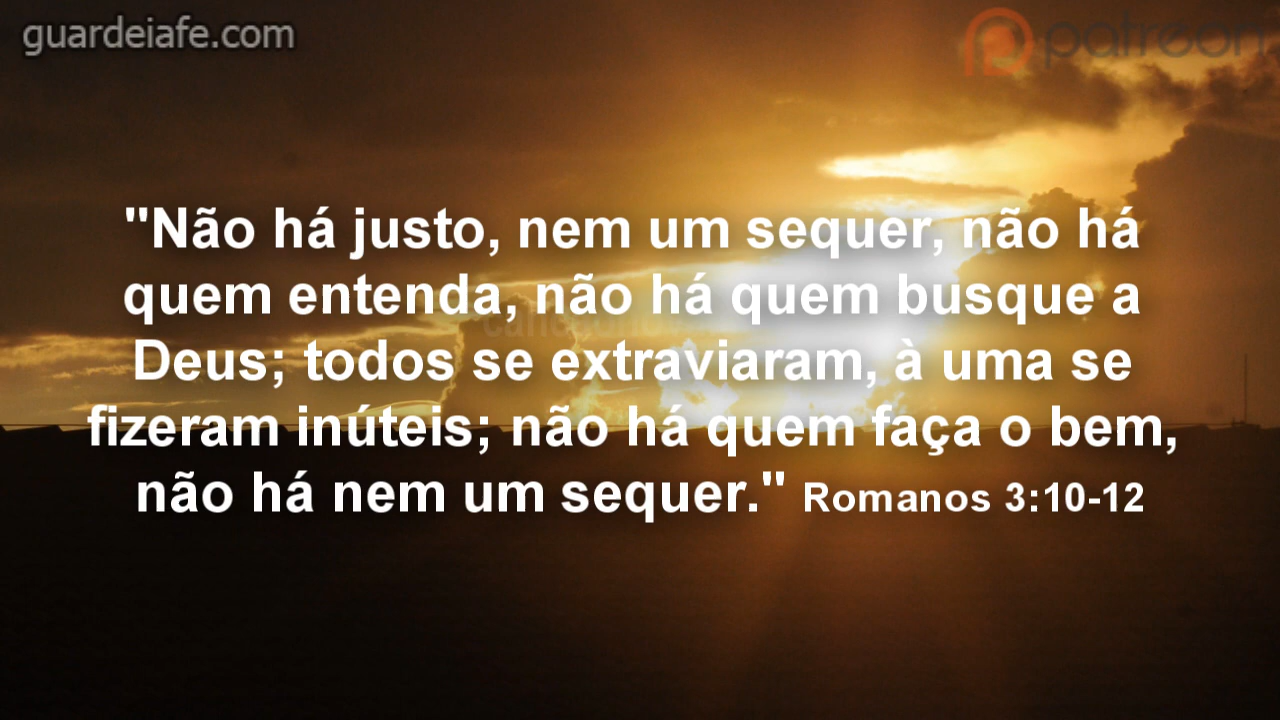 guardeiafe.com
patreon
"Não há justo, nem um sequer, não há
quem entenda, não há quem busque a
Deus; todos se extraviaram, à uma se
fizeram inúteis; não há quem faça o bem,
não há nem um sequer." Romanos 3:10-12